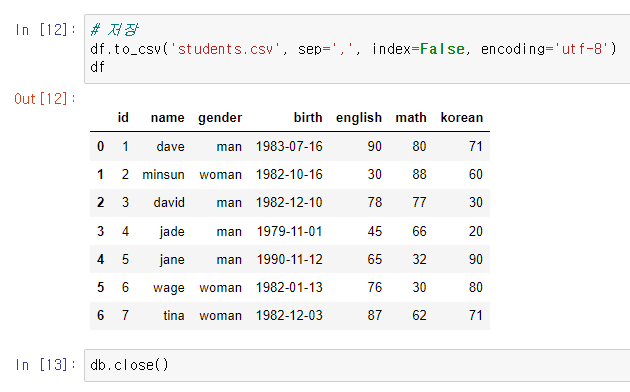 In [12]: # 저장
df.to_csv('students.csv', sep=',', index=False, encoding='utf-8')
df
Out[12]:
id name gender birth english math korean
0 1 dave man 1983-07-16 90 80 71
1 2 minsun woman 1982-10-16 30 88 60
2 3 david man 1982-12-10 78 77 30
3 4 jade man 1979-11-01 45 66 20
4 5 jane man 1990-11-12 65 32 90
5 6 wage woman 1982-01-13 76 30 80
6 7 tina woman 1982-12-03 87 62 71
In [13]: db.close()